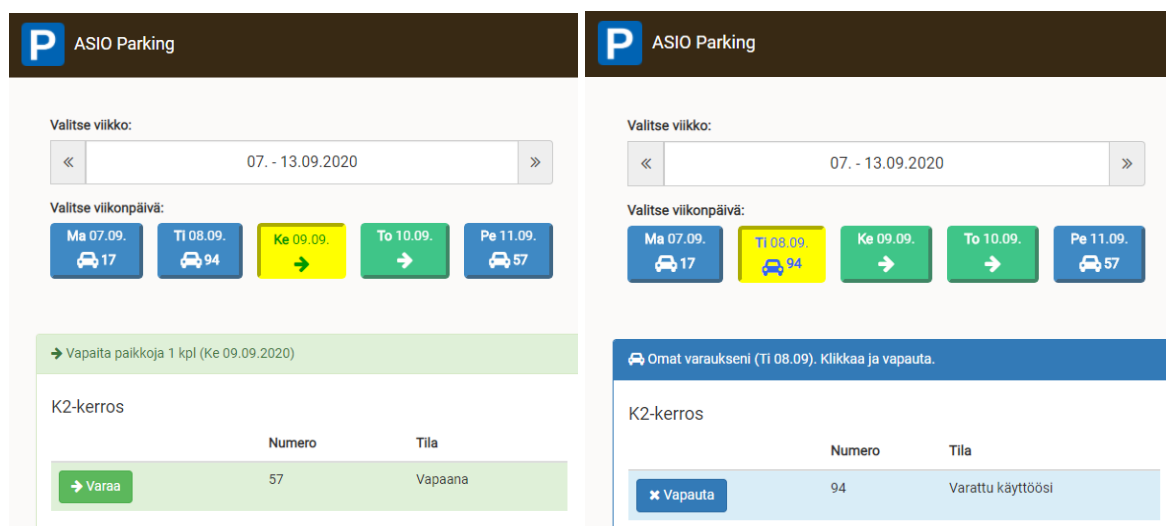 P ASIO Parking
Valitse viikko:
« 07. - 13.09.2020 »
Valitse viikonpäivä:
Ma 07.09. Ti 08.09. Ke 09.09. To 10.09. Pe 11.09.
17 94 → → 57
→ Vapaita paikkoja 1 kpl (Ke 09.09.2020)
K2-kerros
Numero Tila
→ Varaa 57 Vapaana
P ASIO Parking
Valitse viikko:
« 07. - 13.09.2020 »
Valitse viikonpäivä:
Ma 07.09. Ti 08.09. Ke 09.09. To 10.09. Pe 11.09.
17 94 → → 57
Omat varaukseni (Ti 08.09). Klikkaa ja vapauta.
K2-kerros
Numero Tila
✖ Vapauta 94 Varattu käyttöösi